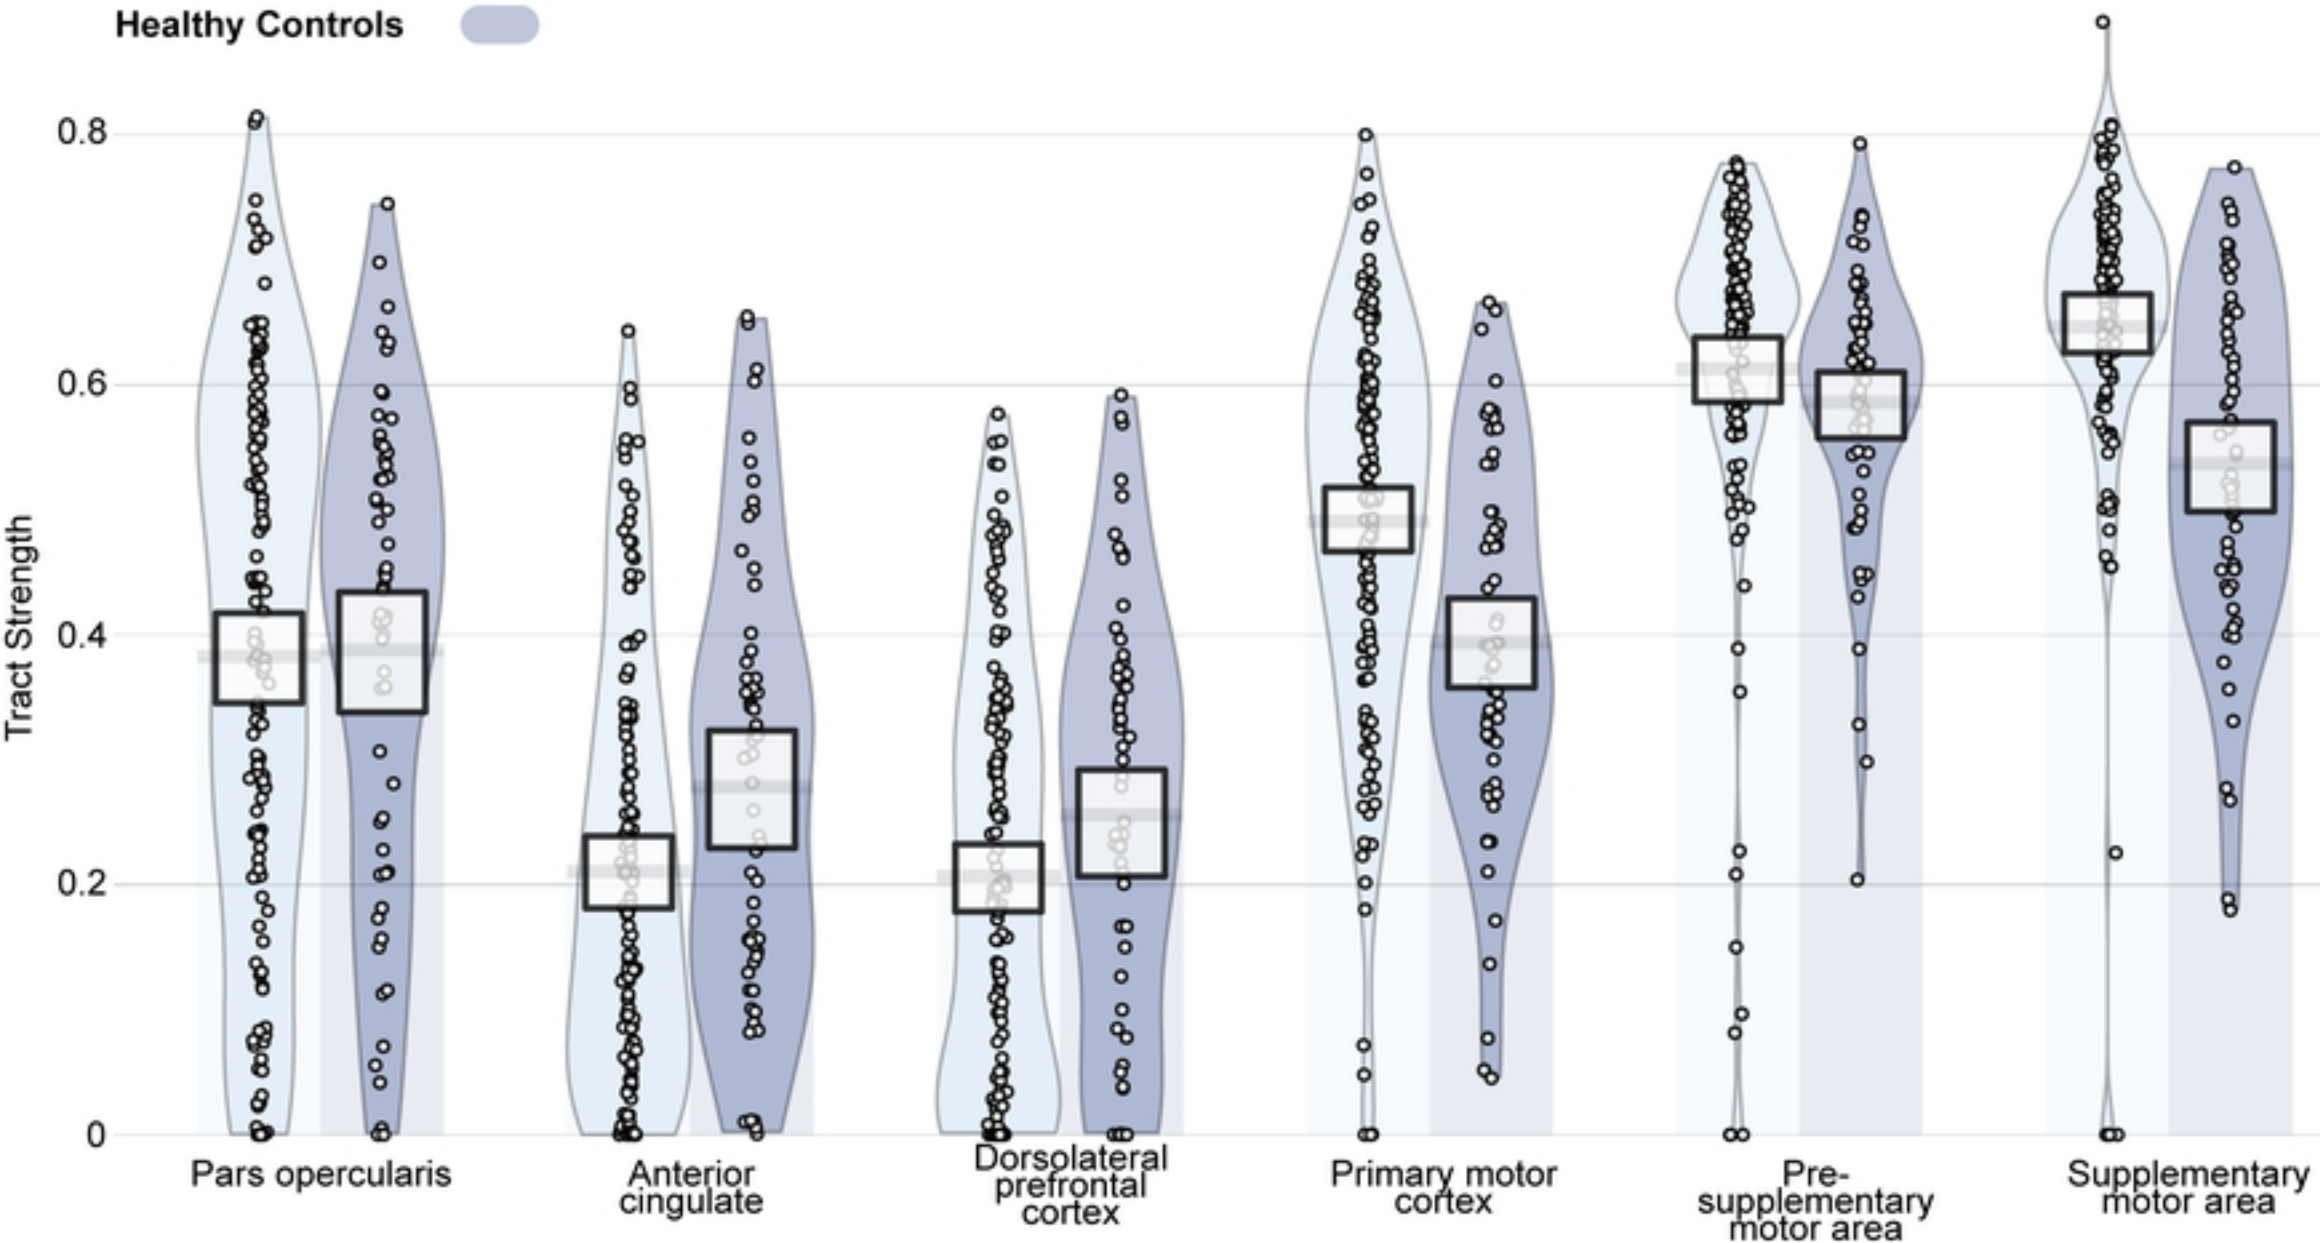 Healthy Controls
0.8
0.6
0.4
0.2
0
Tract Strength
Pars opercularis
Anterior
cingulate
Dorsolateral
prefrontal
cortex
Primary motor
cortex
Pre-
supplementary
motor area
Supplementary
motor area